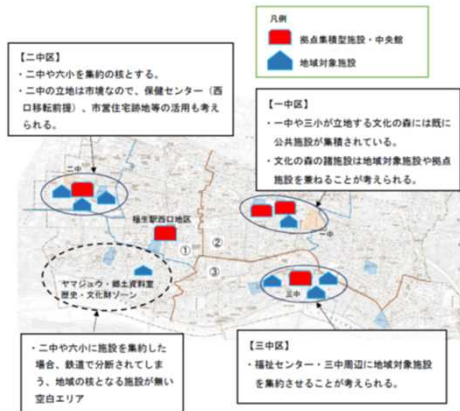 凡例
拠点集積型施設・中央館
地域対象施設
【二中区】
・二中や六小を集約の核とする。
・二中の立地は市境なので、保健センター（西
口移転前提）、市営住宅跡地等の活用も考え
られる。
【一中区】
・一中や三小が立地する文化の森には既に
公共施設が集積されている。
・文化の森の諸施設は地域対象施設や拠点
施設を兼ねることが考えられる。
二中
福生駅西口地区
①
②
③
一中
三中
ヤマジュウ・郷土資料室
歴史・文化財ゾーン
・二中や六小に施設を集約した
場合、鉄道で分断されてしま
う、地域の核となる施設が無い
空白エリア
【三中区】
・福祉センター・三中周辺に地域対象施設
を集約させることが考えられる。